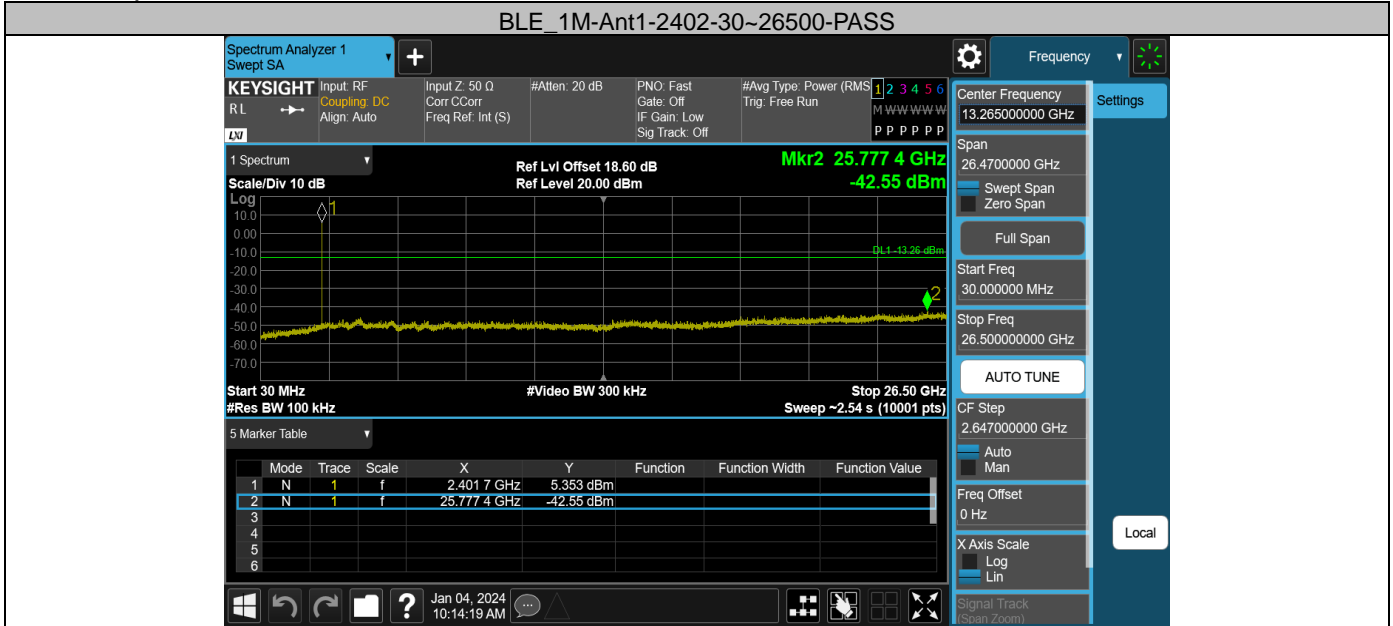 BLE_1M-Ant1-2402-30~26500-PASS
Spectrum Analyzer 1
Swept SA
+
Frequency
KEYSIGHT
RL
LXI
Input: RF
Coupling: DC
Align: Auto
Input Z: 50 Ω
Corr CCorr
Freq Ref: Int (S)
#Atten: 20 dB
PNO: Fast
Gate: Off
IF Gain: Low
Sig Track: Off
#Avg Type: Power (RMS
Trig: Free Run
1 2 3 4 5 6
M W W W W W
P P P P P P
Center Frequency
13.265000000 GHz
Settings
Span
26.4700000 GHz
Swept Span
Zero Span
Full Span
Start Freq
30.000000 MHz
Stop Freq
26.500000000 GHz
AUTO TUNE
CF Step
2.647000000 GHz
Auto
Man
Freq Offset
0 Hz
X Axis Scale
Log
Lin
Signal Track
(Span Zoom)
Local
1 Spectrum
Ref Lvl Offset 18.60 dB
Mkr2 25.777 4 GHz
Scale/Div 10 dB
Ref Level 20.00 dBm
-42.55 dBm
Log
1
10.0
0.00
-10.0
DL1 -13.26 dBm
-20.0
-30.0
2
-40.0
-50.0
-60.0
-70.0
Start 30 MHz
#Video BW 300 kHz
Stop 26.50 GHz
#Res BW 100 kHz
Sweep ~2.54 s (10001 pts)
5 Marker Table
Mode Trace Scale X Y Function Function Width Function Value
1 N 1 f 2.401 7 GHz 5.353 dBm
2 N 1 f 25.777 4 GHz -42.55 dBm
3
4
5
6
?
Jan 04, 2024
10:14:19 AM